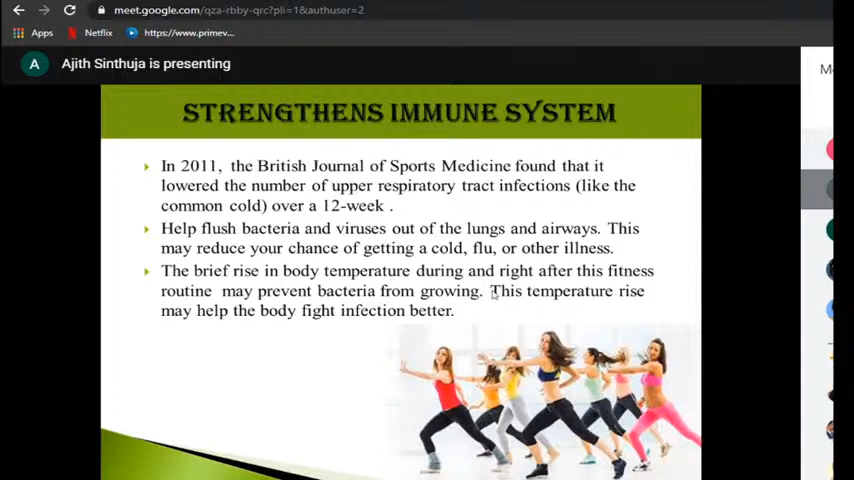 meet.google.com/qza-rbby-qrc?pli=1&authuser=2
Apps Netflix https://www.primev...
A Ajith Sinthuja is presenting
STRENGTHENS IMMUNE SYSTEM
In 2011, the British Journal of Sports Medicine found that it
lowered the number of upper respiratory tract infections (like the
common cold) over a 12-week .
Help flush bacteria and viruses out of the lungs and airways. This
may reduce your chance of getting a cold, flu, or other illness.
The brief rise in body temperature during and right after this fitness
routine may prevent bacteria from growing. This temperature rise
may help the body fight infection better.